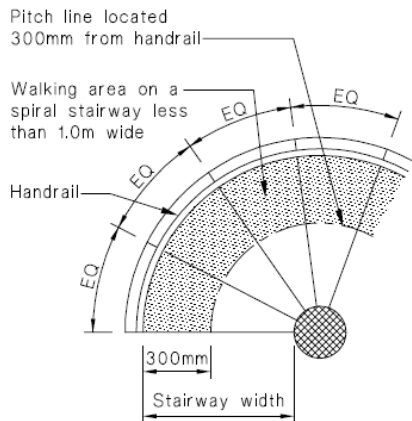 Pitch line located
300mm from handrail
Walking area on a
spiral stairway less
than 1.0m wide
Handrail
EQ
EQ
EQ
EQ
300mm
Stairway width